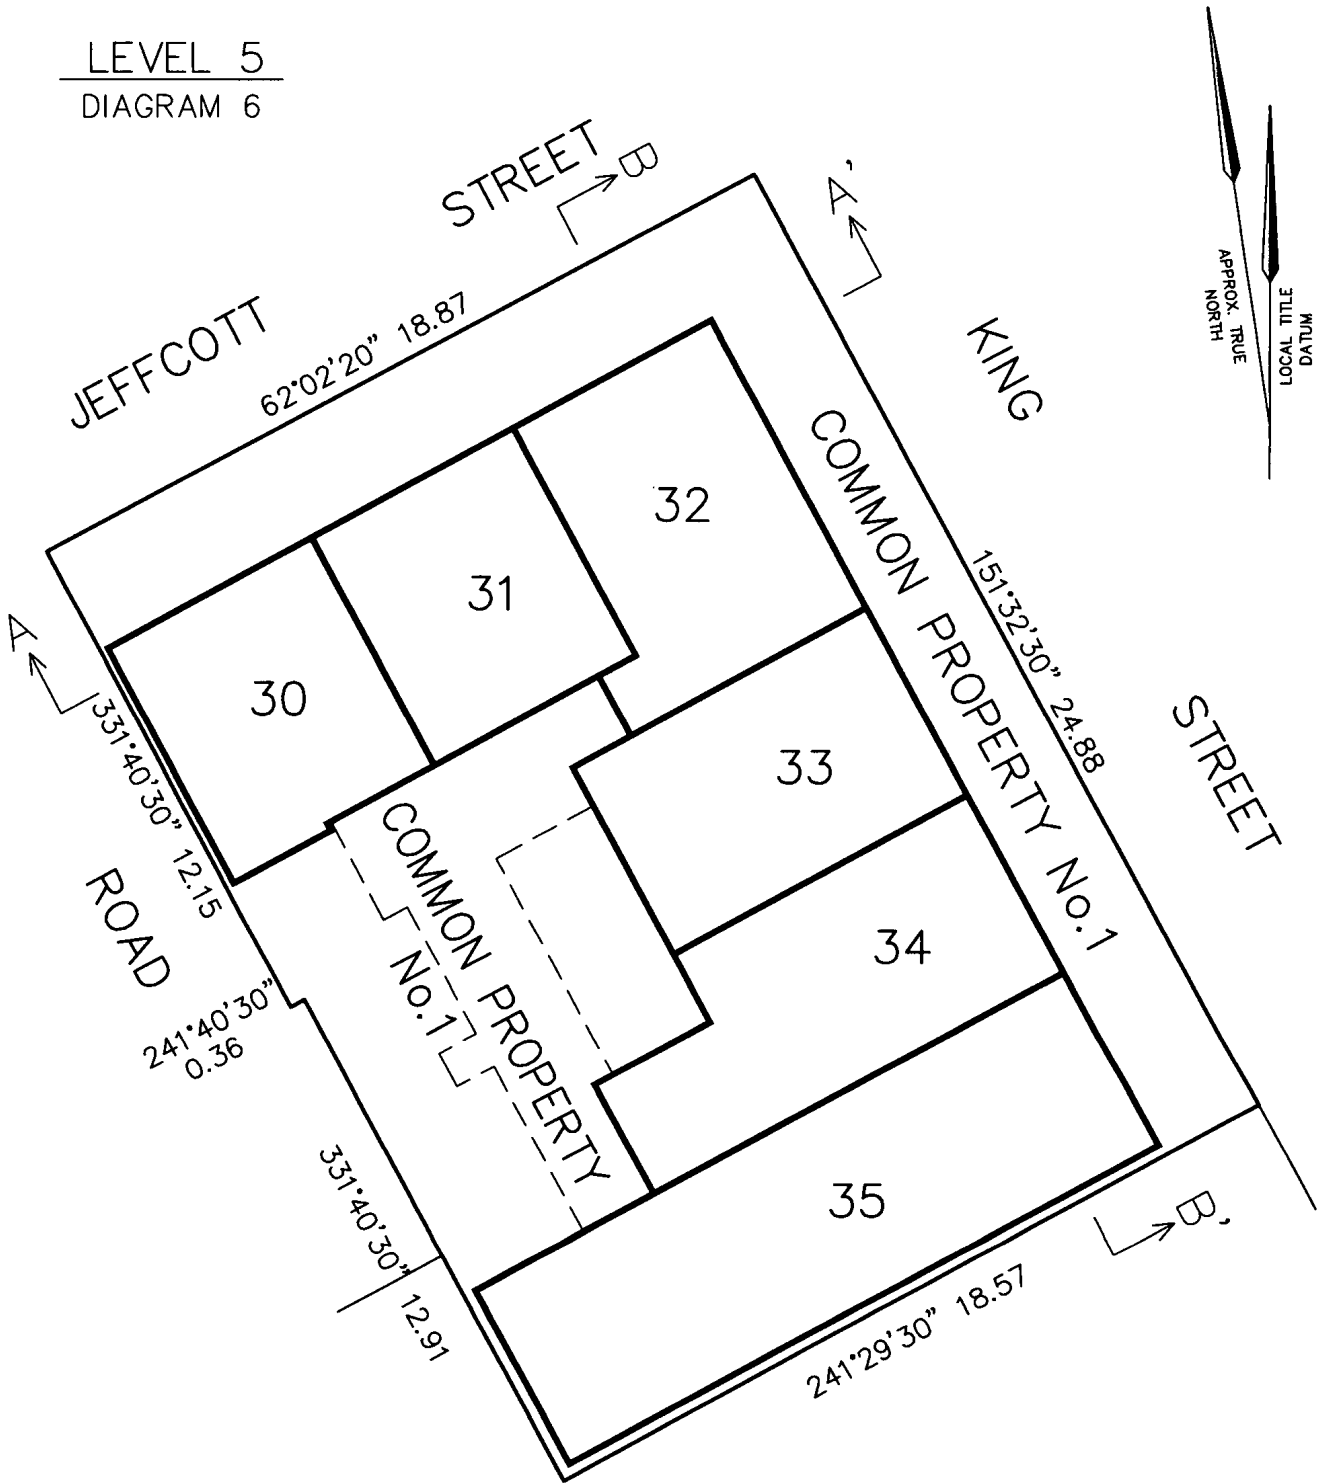 LEVEL 5
DIAGRAM 6
JEFFCOTT STREET
B
A'
62°02'20" 18.87
KING STREET
APPROX. TRUE
NORTH
LOCAL TITLE
DATUM
32
31
30
A
COMMON PROPERTY No.1
151°32'30" 24.88
331°40'30" 12.15
ROAD
33
COMMON PROPERTY
No.1
34
241°40'30"
0.36
35
331°40'30" 12.91
B'
241°29'30" 18.57